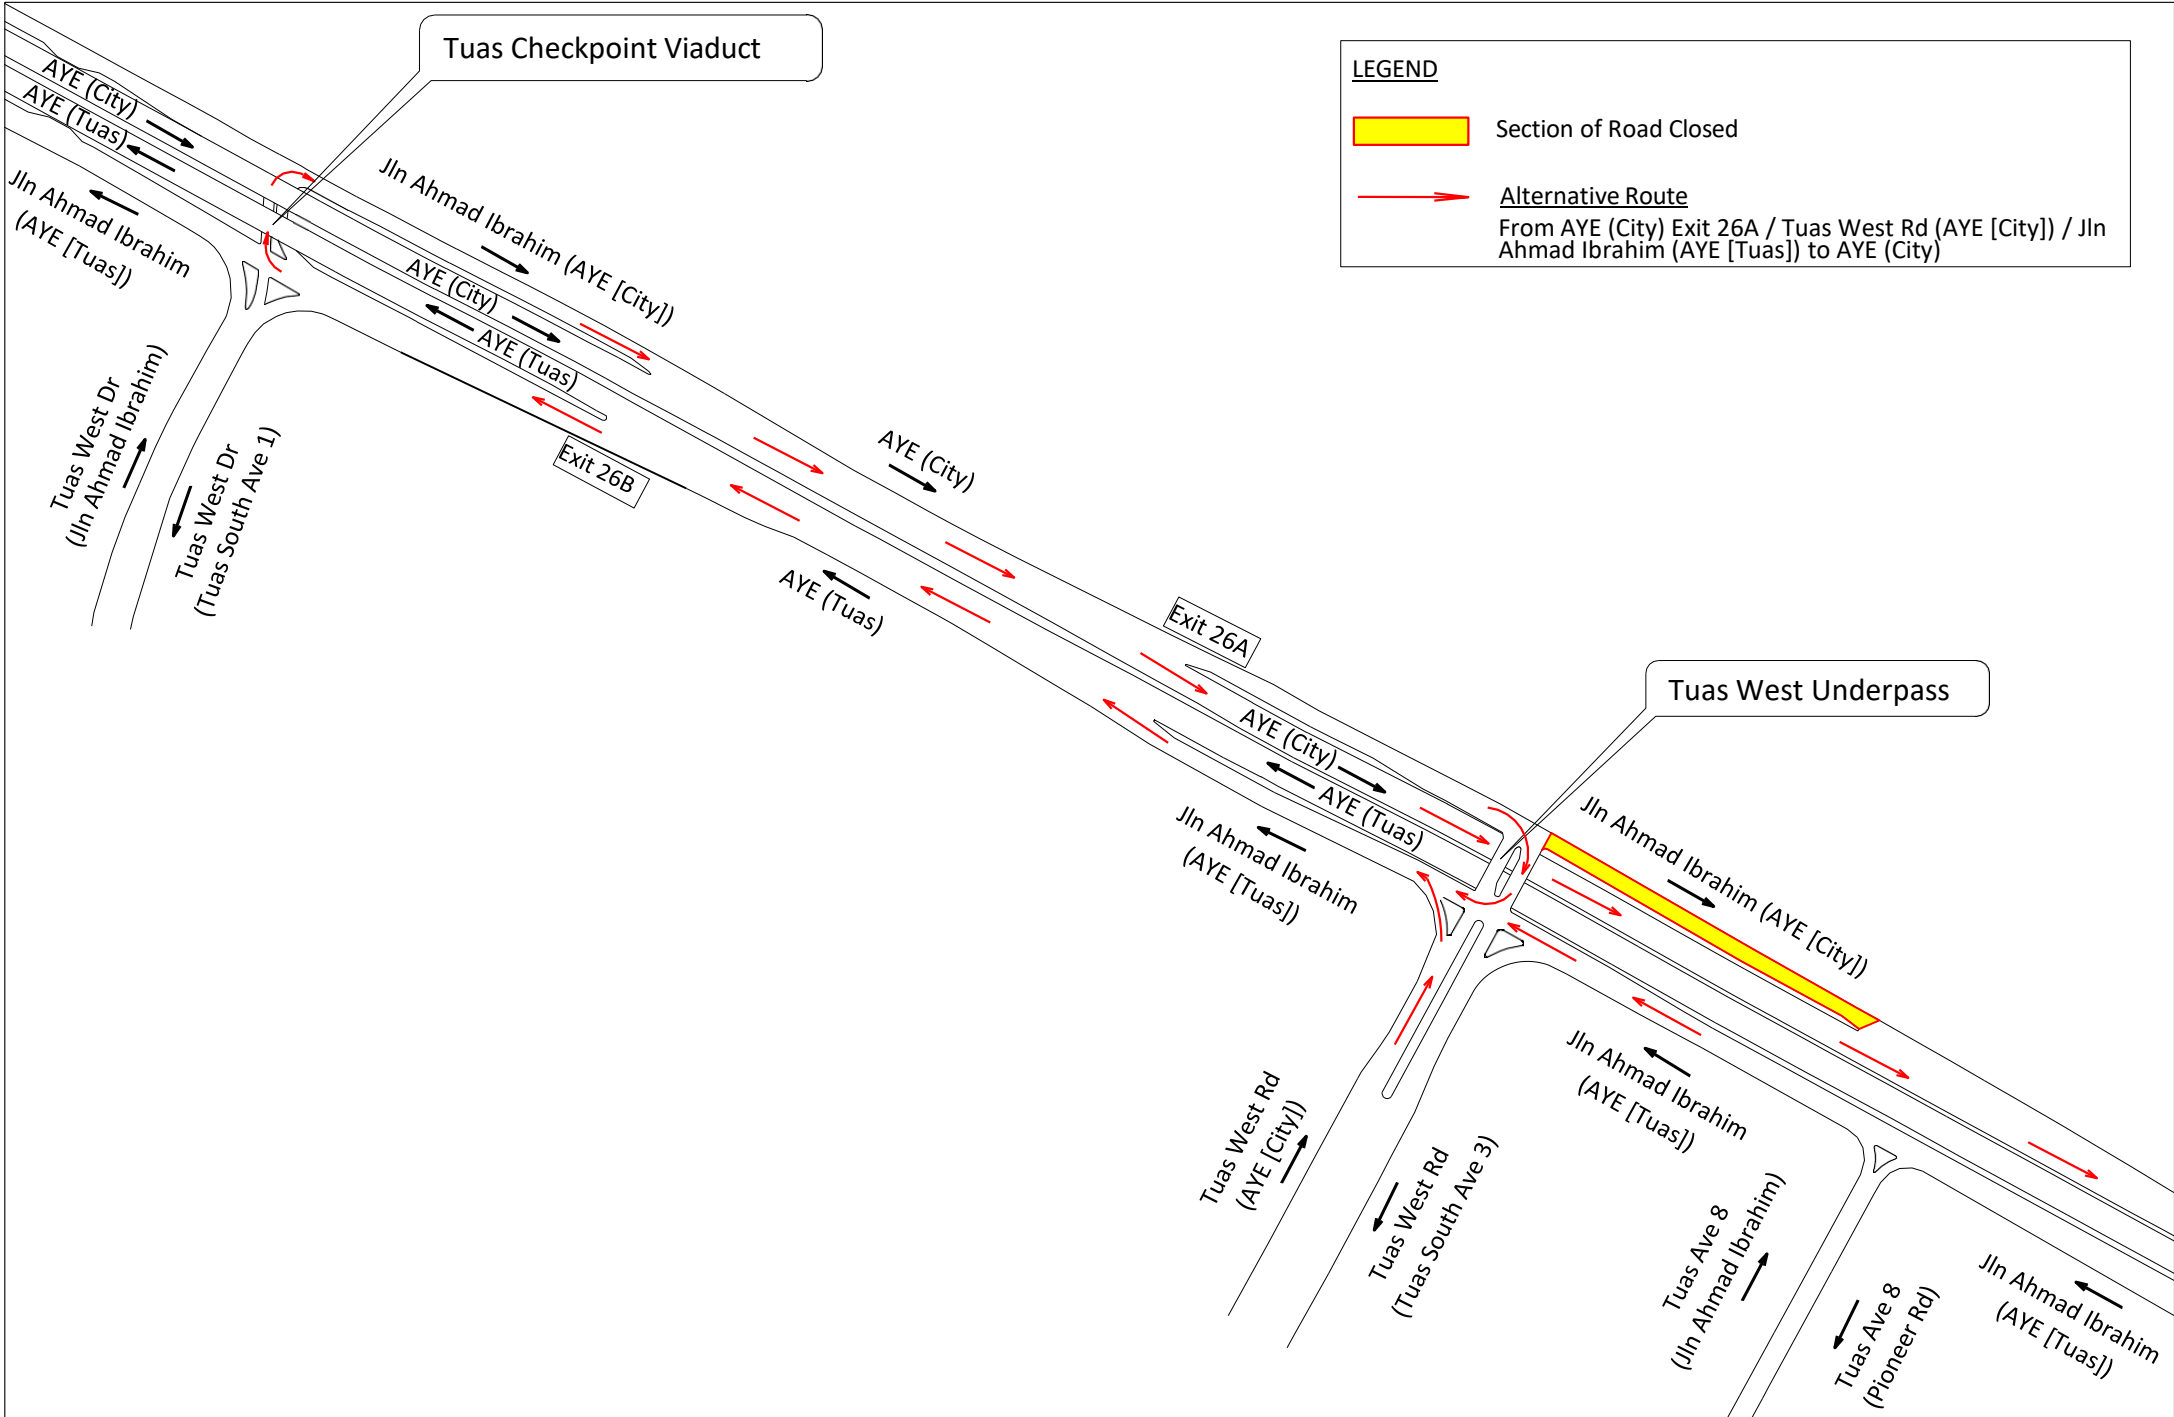 Tuas Checkpoint Viaduct
LEGEND
Section of Road Closed
Alternative Route
From AYE (City) Exit 26A / Tuas West Rd (AYE [City]) / Jln
Ahmad Ibrahim (AYE [Tuas]) to AYE (City)
AYE (City)
AYE (Tuas)
Jln Ahmad Ibrahim
(AYE [Tuas])
Jln Ahmad Ibrahim (AYE [City])
AYE (City)
AYE (Tuas)
Tuas West Dr
(Jln Ahmad Ibrahim)
Tuas West Dr
(Tuas South Ave 1)
Exit 26B
AYE (City)
AYE (Tuas)
Exit 26A
Tuas West Underpass
AYE (City)
AYE (Tuas)
Jln Ahmad Ibrahim
(AYE [Tuas])
Jln Ahmad Ibrahim (AYE [City])
Tuas West Rd
(AYE [City])
Tuas West Rd
(Tuas South Ave 3)
Jln Ahmad Ibrahim
(AYE [Tuas])
Tuas Ave 8
(Jln Ahmad Ibrahim)
Tuas Ave 8
(Pioneer Rd)
Jln Ahmad Ibrahim
(AYE [Tuas])